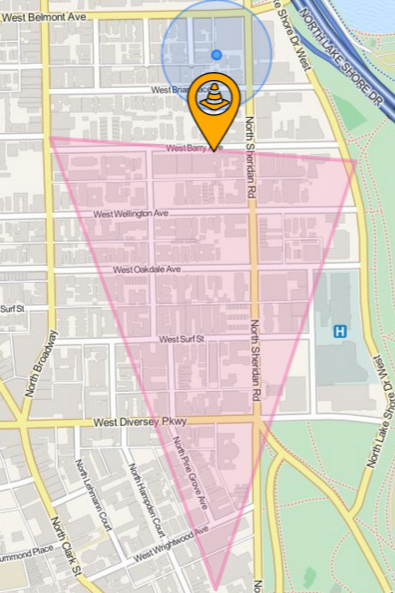 West Belmont Ave
ke Shore Dr. West
NORTH LAKE SHORE DR.
West Briar
West Barry Ave
North Sheridan Rd
West Wellington Ave
West Oakdale Ave
Surf St
West Surf St
H
North Broadway
North Sheridan Rd
North Lake Shore Dr. West
West Diversey Pkwy
North Pine Grove Ave
North Lehmann Court
North Hampden Court
North Clark St
West Wrightwood Ave
ummond Place
No